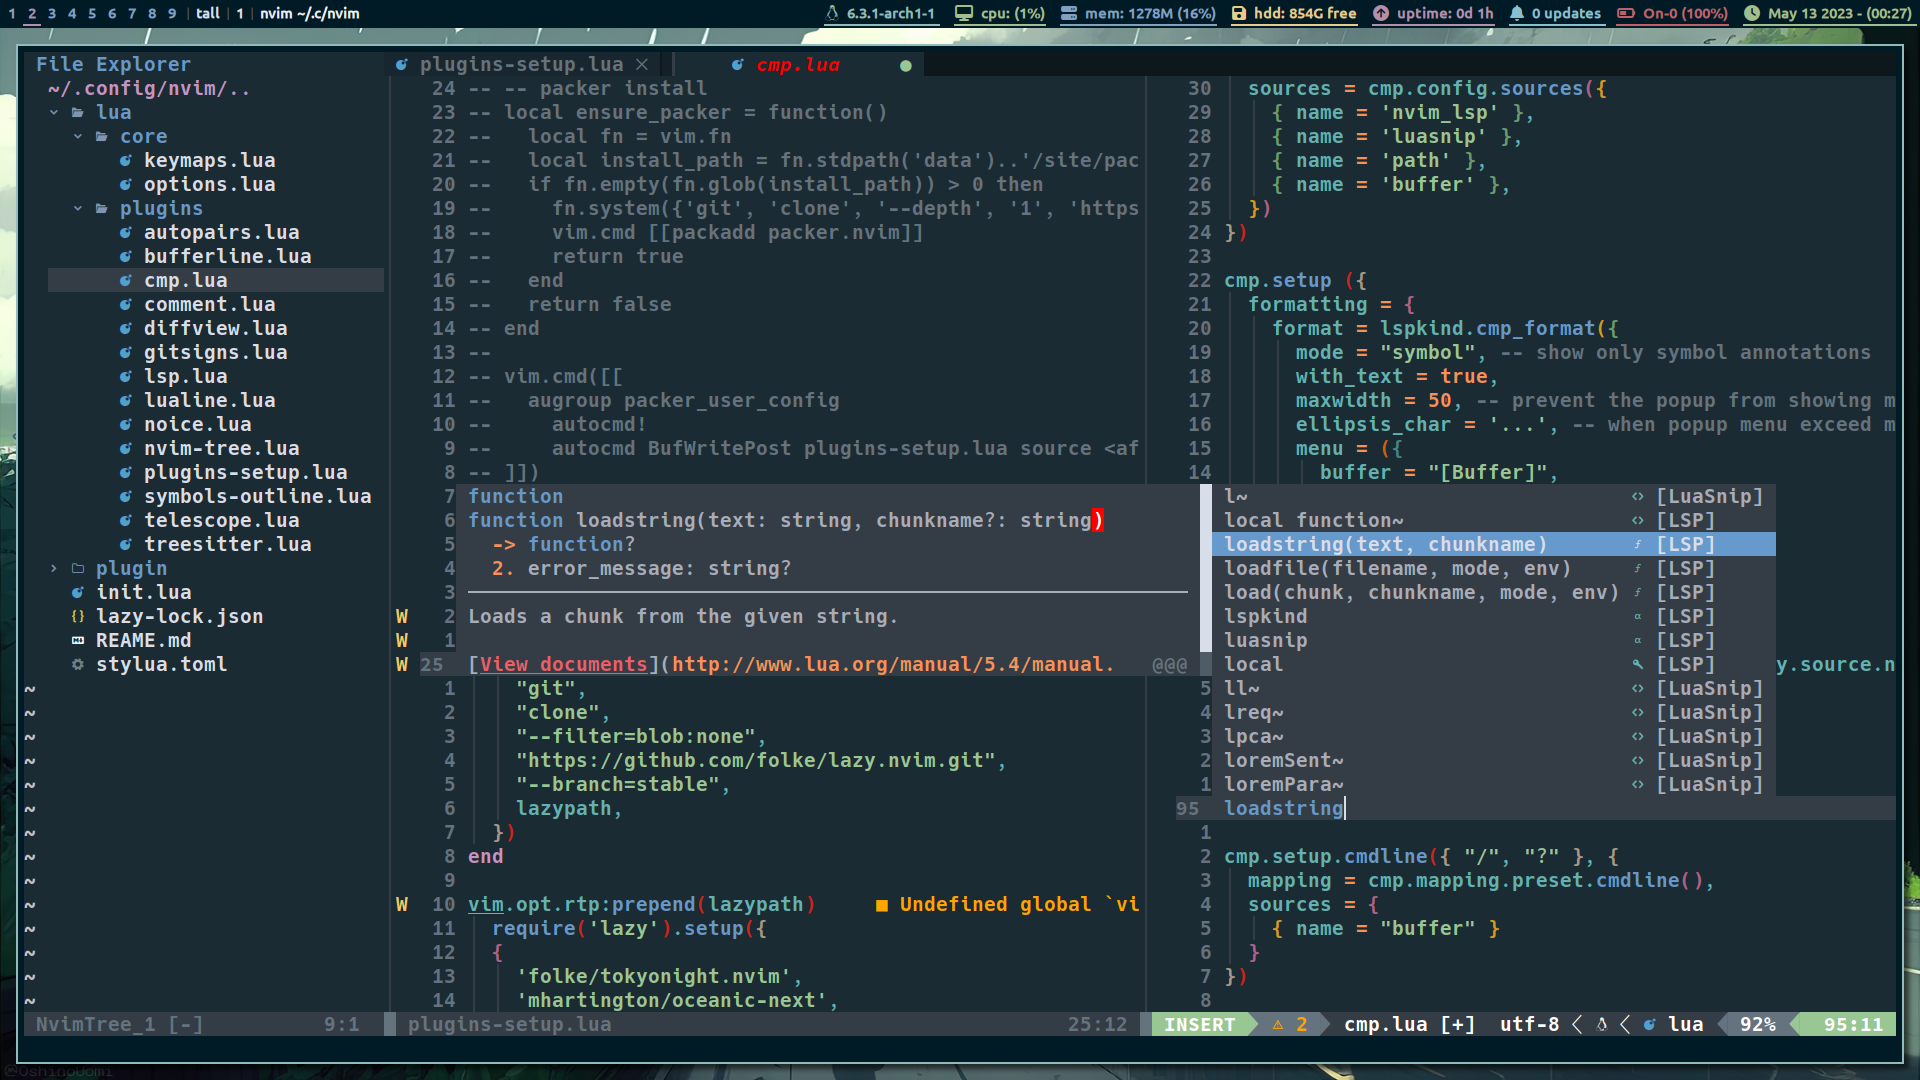 1 2 3 4 5 6 7 8 9 | tall | 1 | nvim ~/.c/nvim
6.3.1-arch1-1 cpu: (1%) mem: 1278M (16%) hdd: 854G free uptime: 0d 1h 0 updates On-0 (100%) May 13 2023 - (00:27)
File Explorer
~/.config/nvim/..
lua
core
keymaps.lua
options.lua
plugins
autopairs.lua
bufferline.lua
cmp.lua
comment.lua
diffview.lua
gitsigns.lua
lsp.lua
lualine.lua
noice.lua
nvim-tree.lua
plugins-setup.lua
symbols-outline.lua
telescope.lua
treesitter.lua
plugin
init.lua
{} lazy-lock.json
REAME.md
stylua.toml
~
~
~
~
~
~
~
~
~
~
~
~
~
~
NvimTree_1 [-] 9:1
plugins-setup.lua ×
cmp.lua ●
24 -- -- packer install
23 -- local ensure_packer = function()
22 --   local fn = vim.fn
21 --   local install_path = fn.stdpath('data')..'/site/pac
20 --   if fn.empty(fn.glob(install_path)) > 0 then
19 --     fn.system({'git', 'clone', '--depth', '1', 'https
18 --     vim.cmd [[packadd packer.nvim]]
17 --     return true
16 --   end
15 --   return false
14 -- end
13 --
12 -- vim.cmd([[
11 --   augroup packer_user_config
10 --     autocmd!
9 --     autocmd BufWritePost plugins-setup.lua source <af
8 -- ]])
7 function
6 function loadstring(text: string, chunkname?: string)
5   -> function?
4   2. error_message: string?
3
W 2 Loads a chunk from the given string.
W 1
W 25 [View documents](http://www.lua.org/manual/5.4/manual. @@@
1     "git",
2     "clone",
3     "--filter=blob:none",
4     "https://github.com/folke/lazy.nvim.git",
5     "--branch=stable",
6     lazypath,
7   })
8 end
9
W 10 vim.opt.rtp:prepend(lazypath) ■ Undefined global `vi
11   require('lazy').setup({
12   {
13     'folke/tokyonight.nvim',
14     'mhartington/oceanic-next',
plugins-setup.lua 25:12
30   sources = cmp.config.sources({
29     { name = 'nvim_lsp' },
28     { name = 'luasnip' },
27     { name = 'path' },
26     { name = 'buffer' },
25   })
24 })
23
22 cmp.setup ({
21   formatting = {
20     format = lspkind.cmp_format({
19       mode = "symbol", -- show only symbol annotations
18       with_text = true,
17       maxwidth = 50, -- prevent the popup from showing m
16       ellipsis_char = '...', -- when popup menu exceed m
15       menu = ({
14         buffer = "[Buffer]",
l~ <> [LuaSnip]
local function~ <> [LSP]
loadstring(text, chunkname) ƒ [LSP]
loadfile(filename, mode, env) ƒ [LSP]
load(chunk, chunkname, mode, env) ƒ [LSP]
lspkind α [LSP]
luasnip α [LSP]
local [LSP] y.source.n
5 ll~ <> [LuaSnip]
4 lreq~ <> [LuaSnip]
3 lpca~ <> [LuaSnip]
2 loremSent~ <> [LuaSnip]
1 loremPara~ <> [LuaSnip]
95 loadstring
1
2 cmp.setup.cmdline({ "/", "?" }, {
3   mapping = cmp.mapping.preset.cmdline(),
4   sources = {
5     { name = "buffer" }
6   }
7 })
8
INSERT ⚠ 2 cmp.lua [+] utf-8 < < lua 92% 95:11
@OshinoUomi